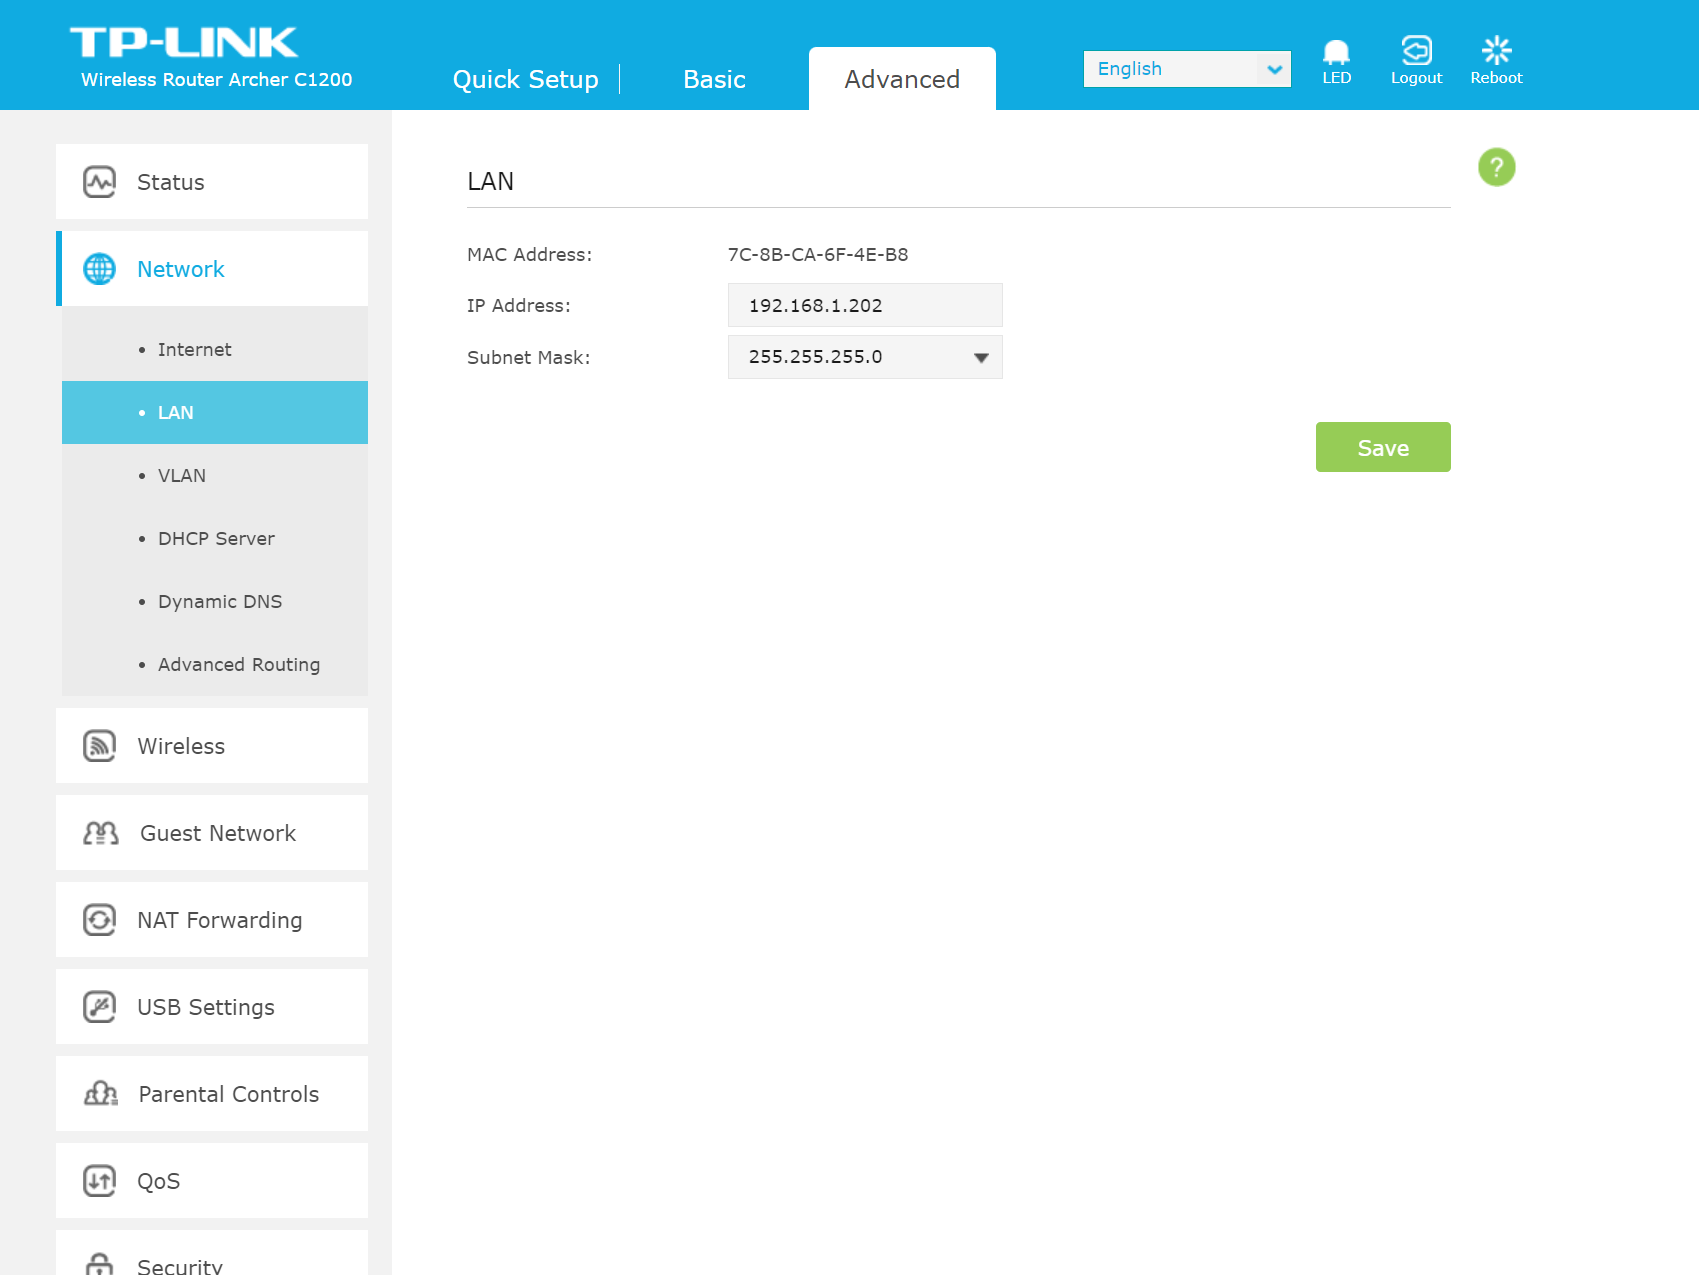 TP-LINK
Wireless Router Archer C1200
Quick Setup
Basic
Advanced
English
LED
Logout
Reboot
Status
Network
• Internet
• LAN
• VLAN
• DHCP Server
• Dynamic DNS
• Advanced Routing
Wireless
Guest Network
NAT Forwarding
USB Settings
Parental Controls
QoS
Security
LAN
?
MAC Address: 7C-8B-CA-6F-4E-B8
IP Address: 192.168.1.202
Subnet Mask: 255.255.255.0
Save